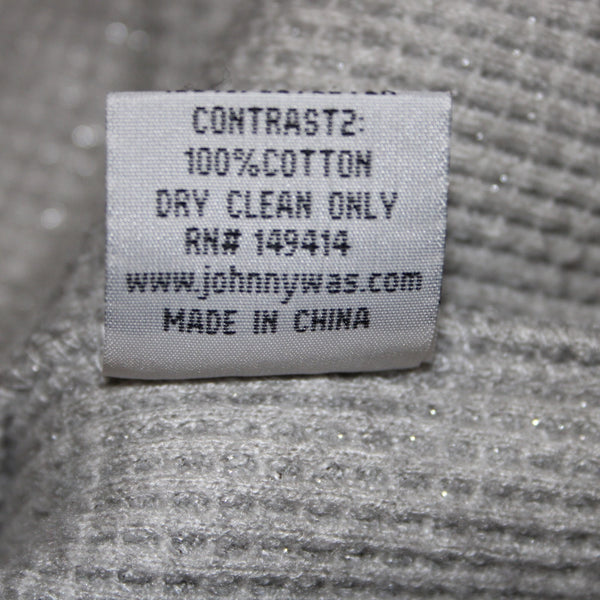 CONTRAST2:
100%COTTON
DRY CLEAN ONLY
RN# 149414
www.johnnywas.com
MADE IN CHINA